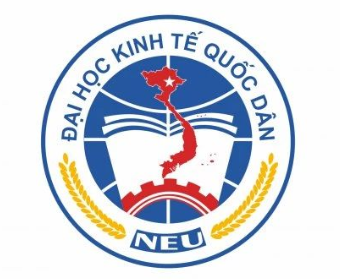 ĐẠI HỌC KINH TẾ QUỐC DÂN
NEU